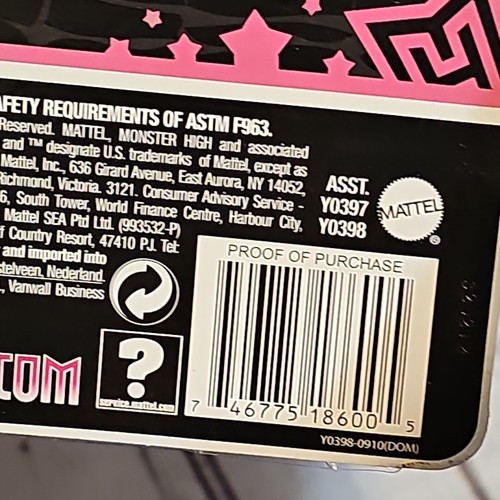 AFETY REQUIREMENTS OF ASTM F963.
Reserved. MATTEL, MONSTER HIGH and associated
and ™ designate U.S. trademarks of Mattel, except as
Mattel, Inc., 636 Girard Avenue, East Aurora, NY 14052,
Richmond, Victoria. 3121. Consumer Advisory Service -
6, South Tower, World Finance Centre, Harbour City,
Mattel SEA Ptd Ltd. (993532-P)
f Country Resort, 47410 P.J. Tel:
and imported into
stelveen, Nederland.
., Vanwall Business
ASST.
Y0397
Y0398
MATTEL
®
PROOF OF PURCHASE
7 46775 18600 5
Y0398-0910(DOM)
?
service.mattel.com
COM